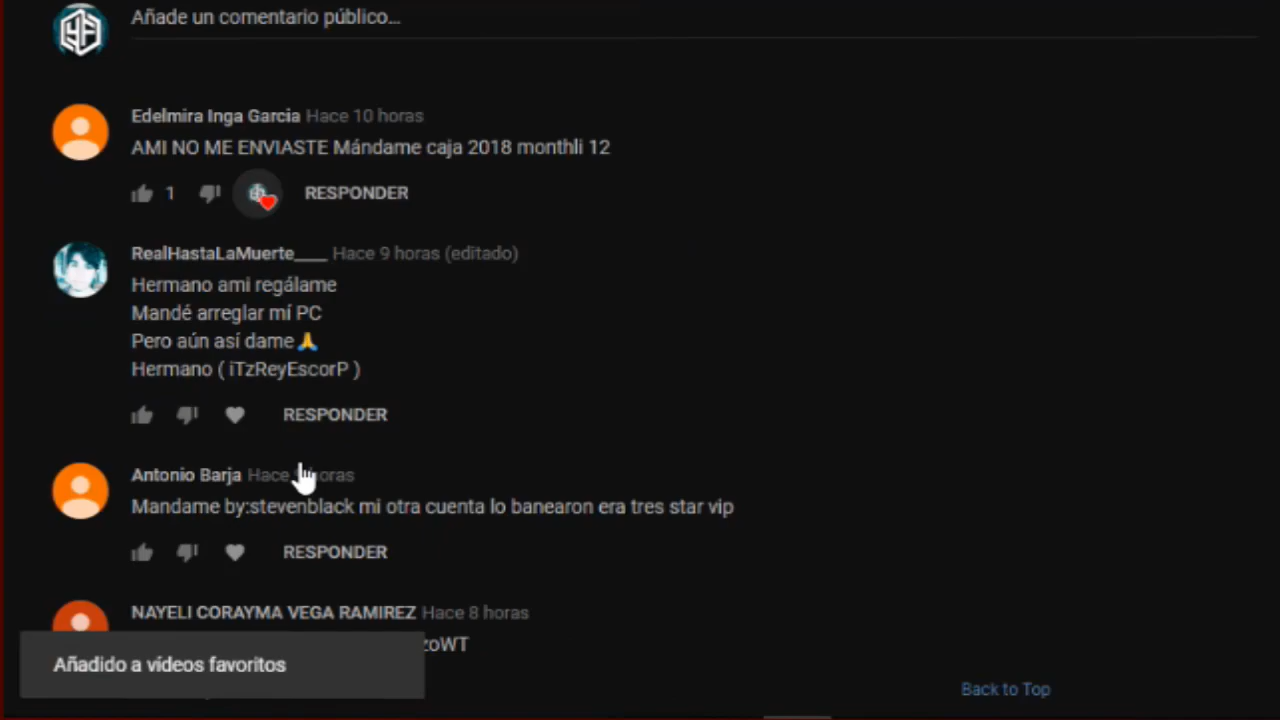 Añade un comentario público...
Edelmira Inga Garcia Hace 10 horas
AMI NO ME ENVIASTE Mándame caja 2018 monthli 12
1 RESPONDER
RealHastaLaMuerte____ Hace 9 horas (editado)
Hermano ami regálame
Mandé arreglar mí PC
Pero aún así dame🙏
Hermano ( iTzReyEscorP )
RESPONDER
Antonio Barja Hace horas
Mandame by:stevenblack mi otra cuenta lo banearon era tres star vip
RESPONDER
NAYELI CORAYMA VEGA RAMIREZ Hace 8 horas
zoWT
Añadido a vídeos favoritos
Back to Top